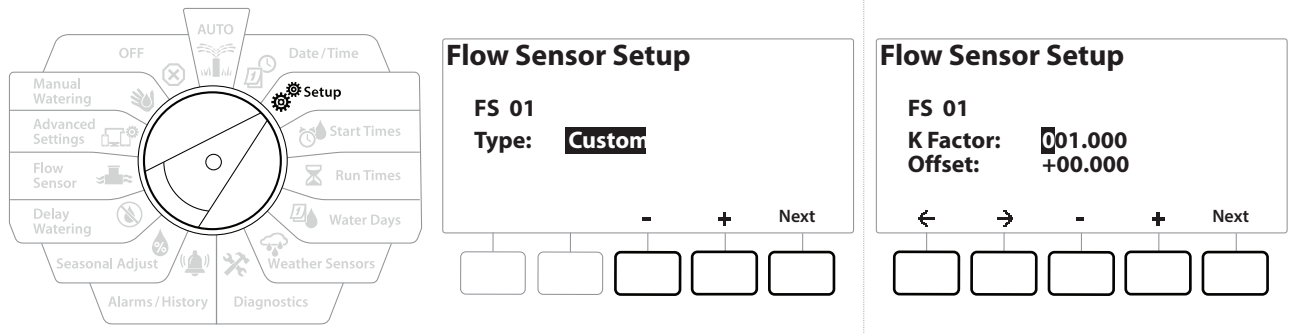 AUTO
OFF
Date/Time
Manual
Watering
Setup
Advanced
Settings
Start Times
Flow
Sensor
Run Times
Delay
Watering
Water Days
Seasonal Adjust
Weather Sensors
Alarms/History
Diagnostics
%
Flow Sensor Setup
FS 01
Type: Custom
- + Next
Flow Sensor Setup
FS 01
K Factor: 001.000
Offset: +00.000
← → - + Next